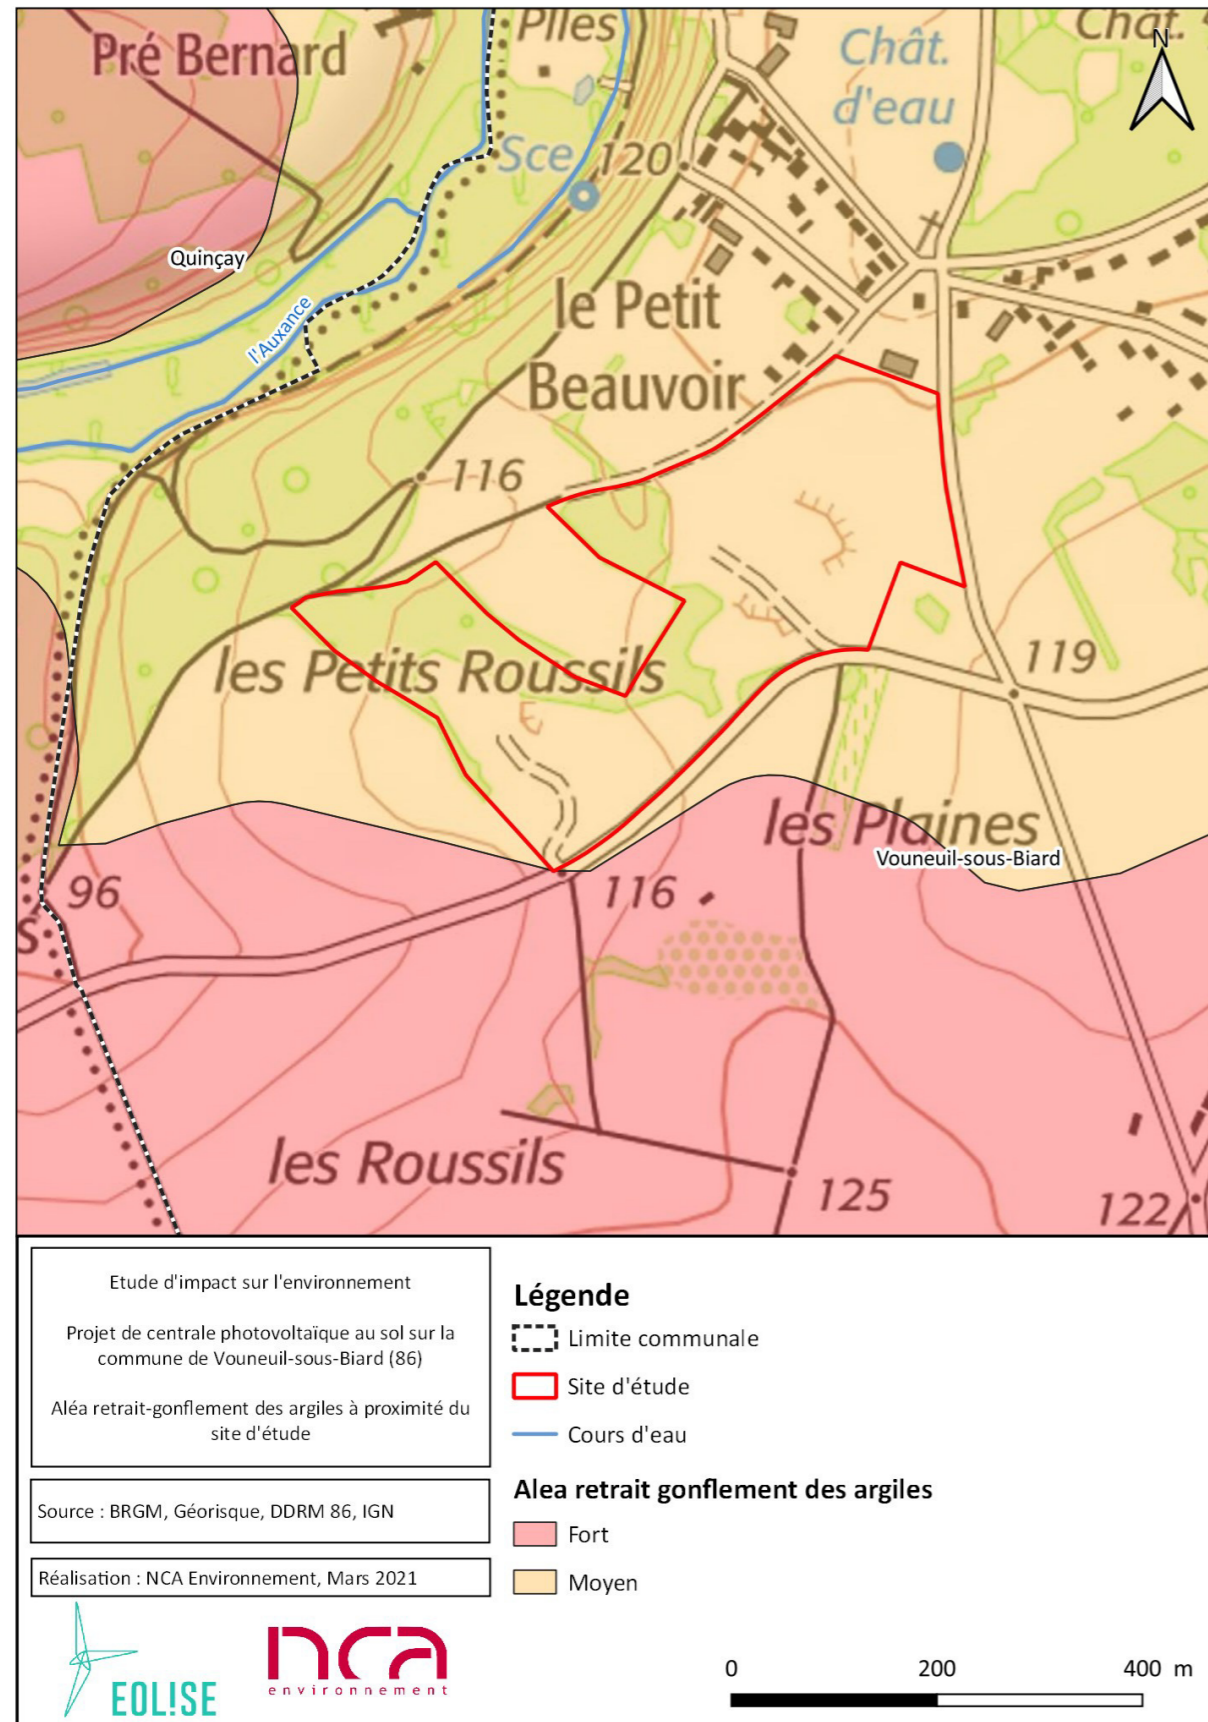 Pré Bernard
Piles
Chât.
d'eau
Chât.
N
Sce
120
Quinçay
l'Auxance
le Petit
Beauvoir
116
les Petits Roussils
119
les Plaines
Vouneuil-sous-Biard
96
116
s
les Roussils
125
122
Etude d'impact sur l'environnement
Projet de centrale photovoltaïque au sol sur la
commune de Vouneuil-sous-Biard (86)
Aléa retrait-gonflement des argiles à proximité du
site d'étude
Source : BRGM, Géorisque, DDRM 86, IGN
Réalisation : NCA Environnement, Mars 2021
EOL!SE
nca
environnement
Légende
Limite communale
Site d'étude
Cours d'eau
Alea retrait gonflement des argiles
Fort
Moyen
0 200 400 m